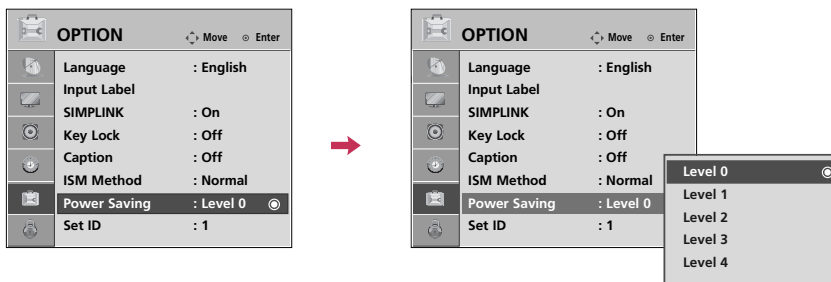 OPTION Move Enter
Language : English
Input Label
SIMPLINK : On
Key Lock : Off
Caption : Off
ISM Method : Normal
Power Saving : Level 0
Set ID : 1
OPTION Move Enter
Language : English
Input Label
SIMPLINK : On
Key Lock : Off
Caption : Off
ISM Method : Normal
Power Saving : Level 0
Set ID : 1
Level 0
Level 1
Level 2
Level 3
Level 4